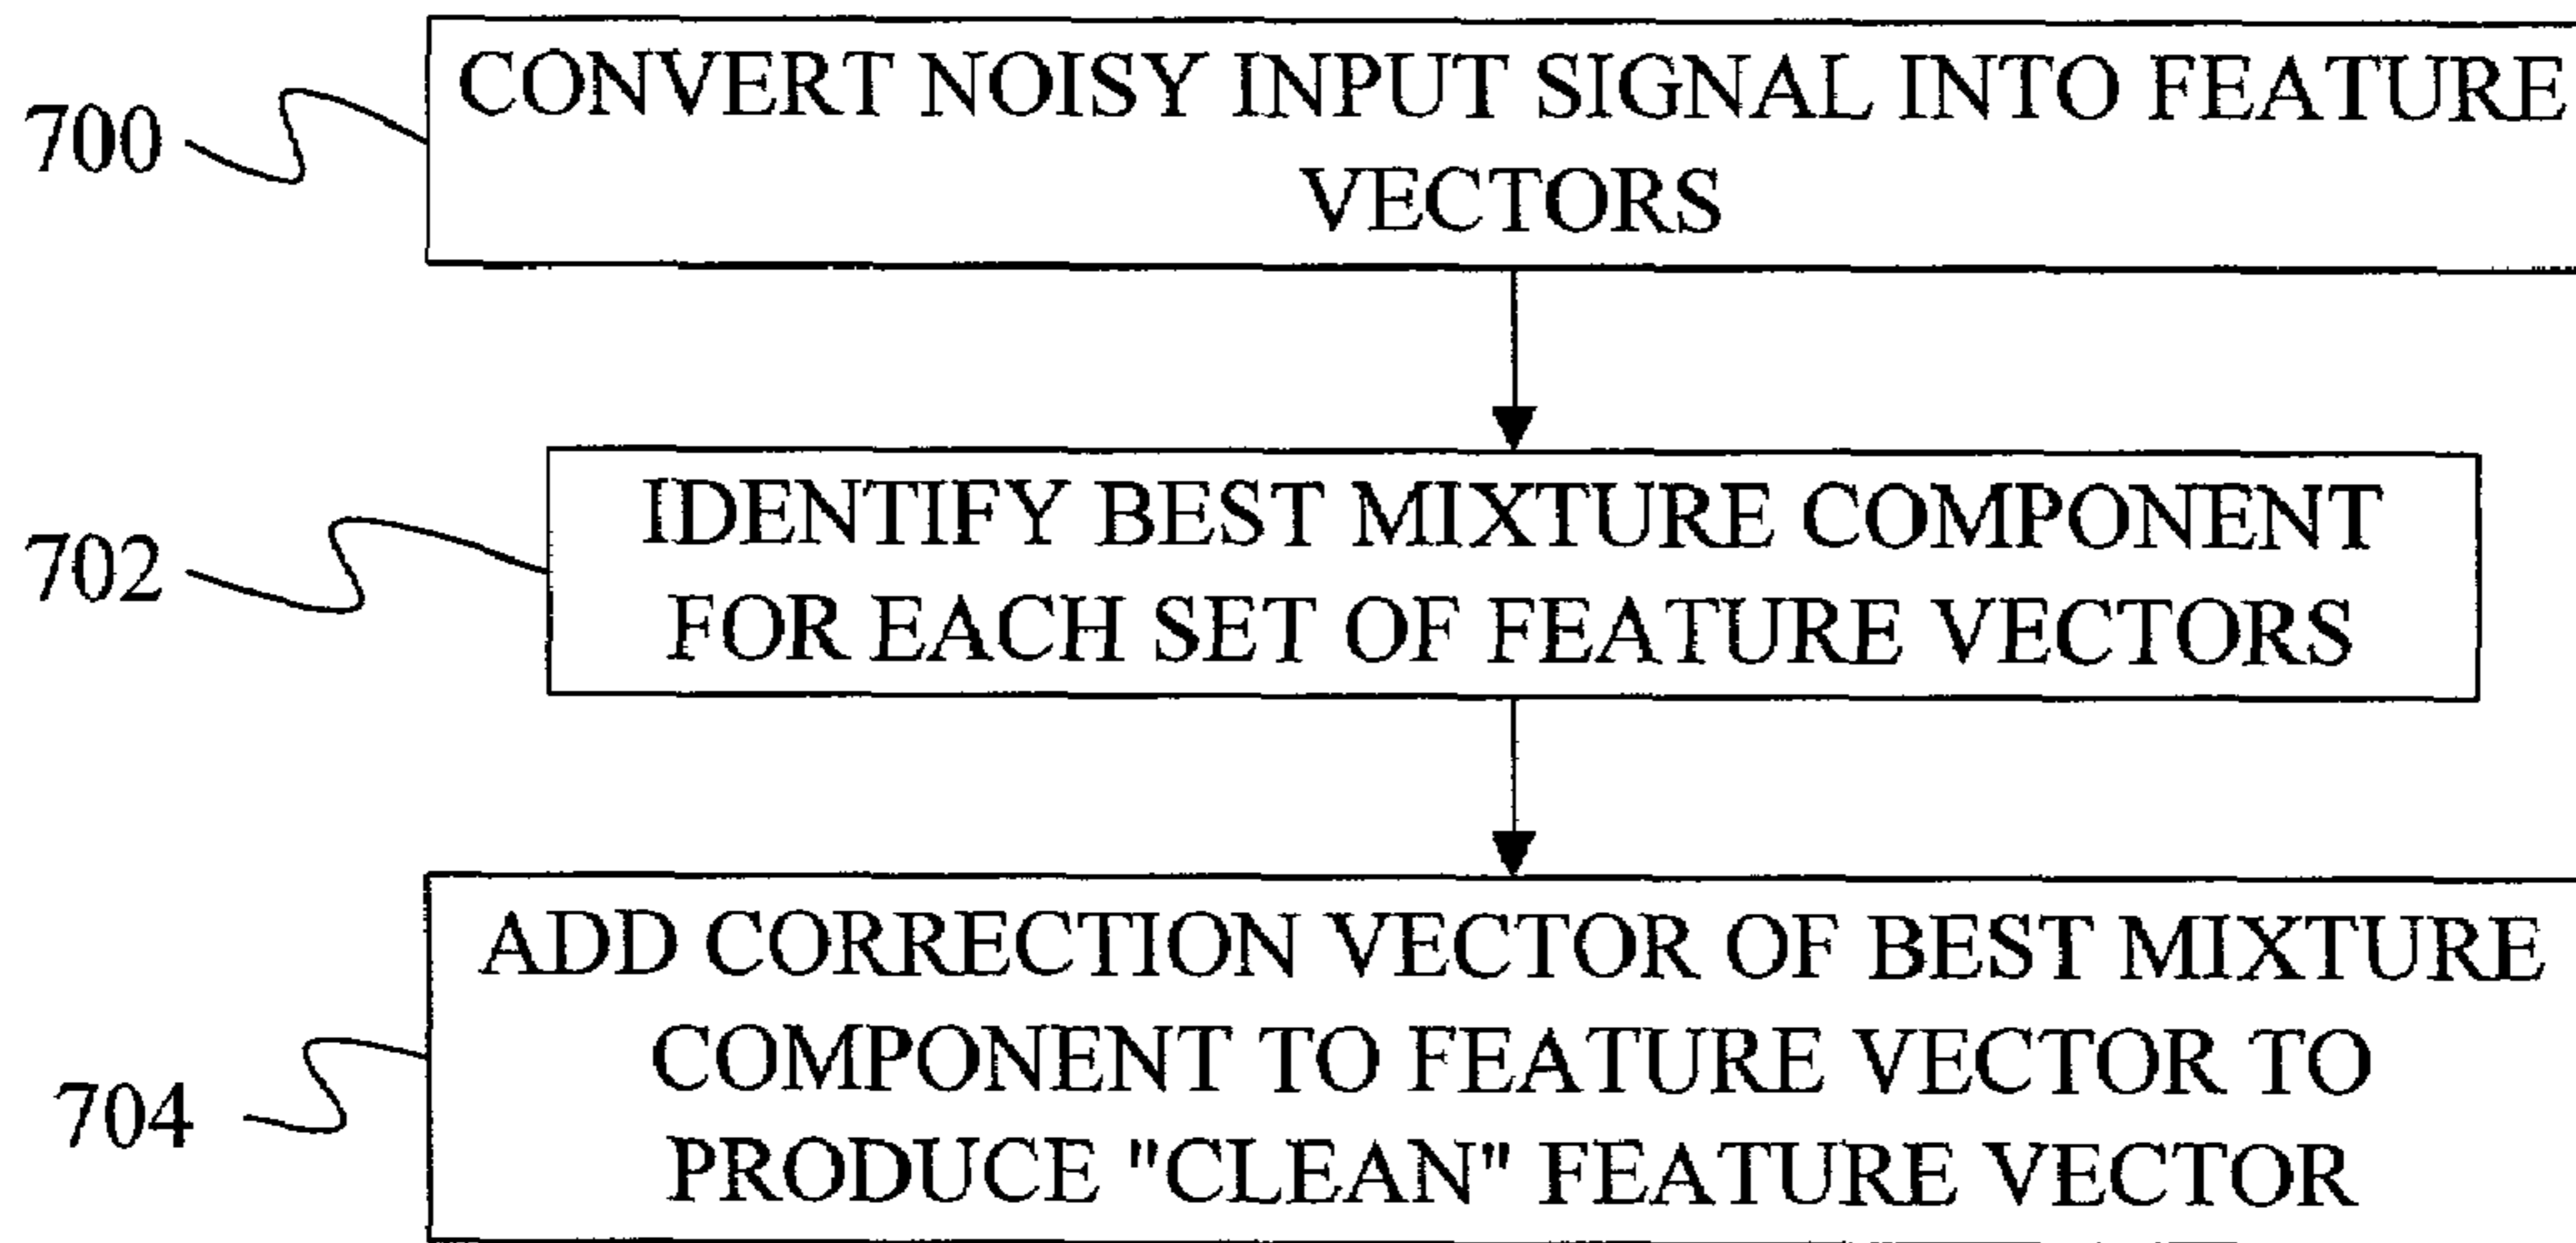 700
CONVERT NOISY INPUT SIGNAL INTO FEATURE
VECTORS
702
IDENTIFY BEST MIXTURE COMPONENT
FOR EACH SET OF FEATURE VECTORS
704
ADD CORRECTION VECTOR OF BEST MIXTURE
COMPONENT TO FEATURE VECTOR TO
PRODUCE "CLEAN" FEATURE VECTOR